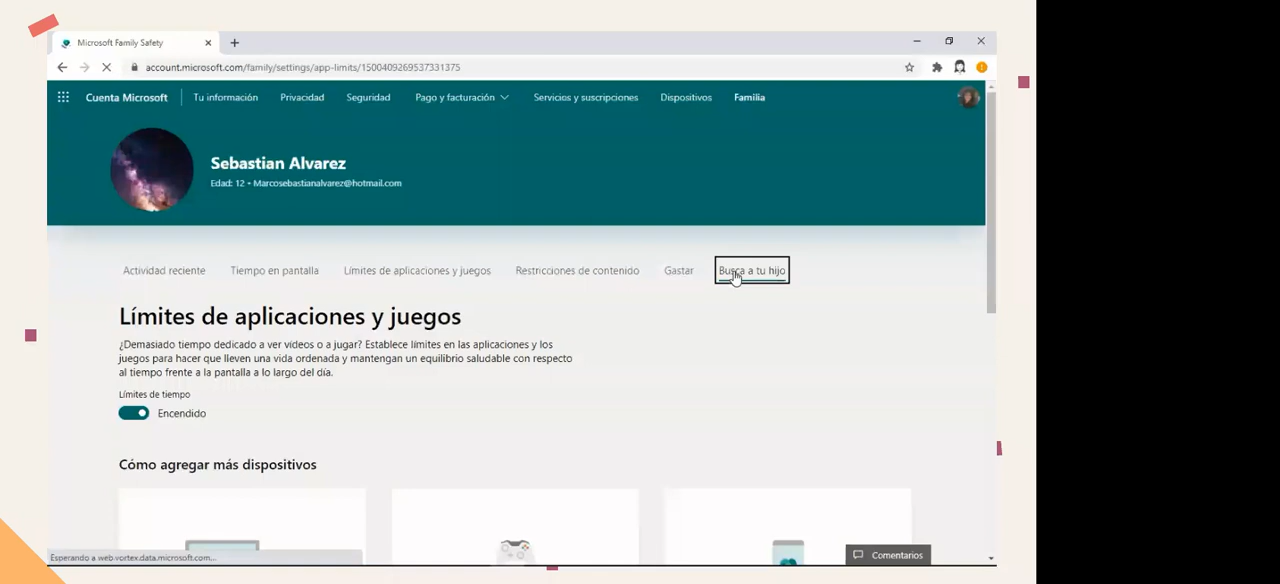 Microsoft Family Safety
account.microsoft.com/family/settings/app-limits/1500409269537331375
Cuenta Microsoft Tu información Privacidad Seguridad Pago y facturación Servicios y suscripciones Dispositivos Familia
Sebastian Alvarez
Edad: 12 • Marcosebastianalvarez@hotmail.com
Actividad reciente Tiempo en pantalla Límites de aplicaciones y juegos Restricciones de contenido Gastar Busca a tu hijo
Límites de aplicaciones y juegos
¿Demasiado tiempo dedicado a ver vídeos o a jugar? Establece límites en las aplicaciones y los
juegos para hacer que lleven una vida ordenada y mantengan un equilibrio saludable con respecto
al tiempo frente a la pantalla a lo largo del día.
Límites de tiempo
Encendido
Cómo agregar más dispositivos
Esperando a web.vortex.data.microsoft.com...
Comentarios